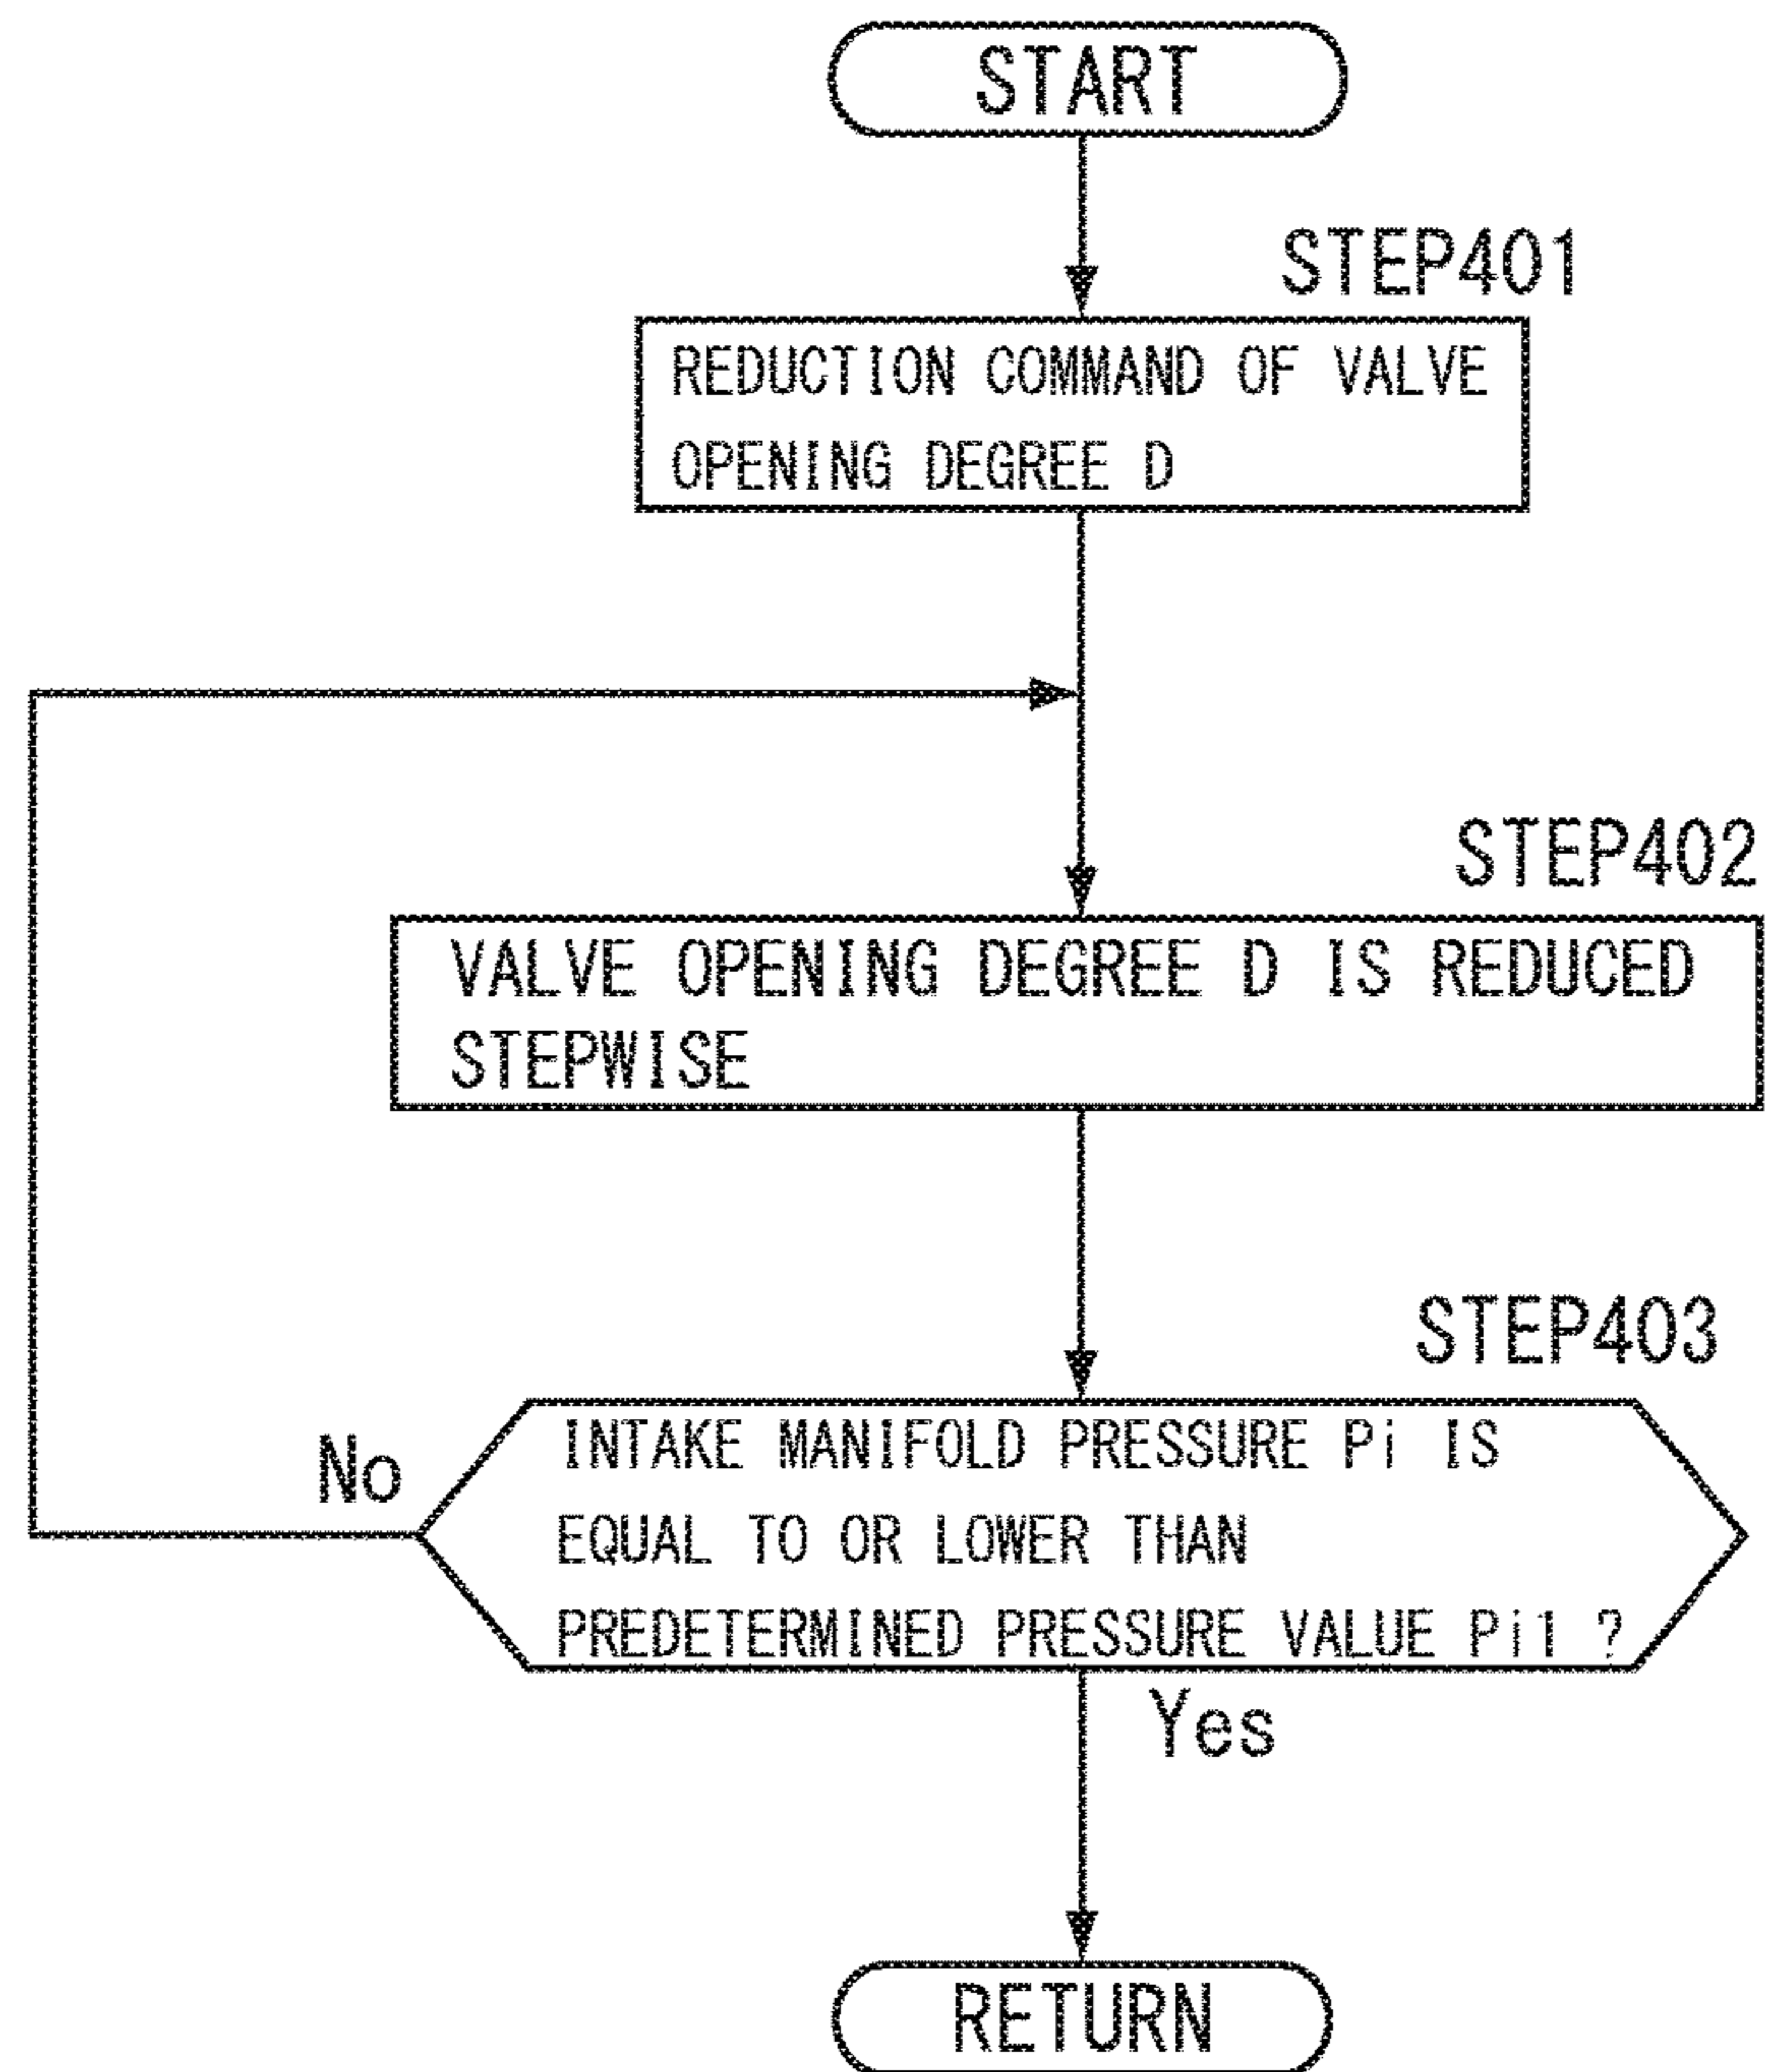 START
STEP401
REDUCTION COMMAND OF VALVE
OPENING DEGREE D
STEP402
VALVE OPENING DEGREE D IS REDUCED
STEPWISE
STEP403
INTAKE MANIFOLD PRESSURE Pi IS
EQUAL TO OR LOWER THAN
PREDETERMINED PRESSURE VALUE Pi1 ?
No
Yes
RETURN